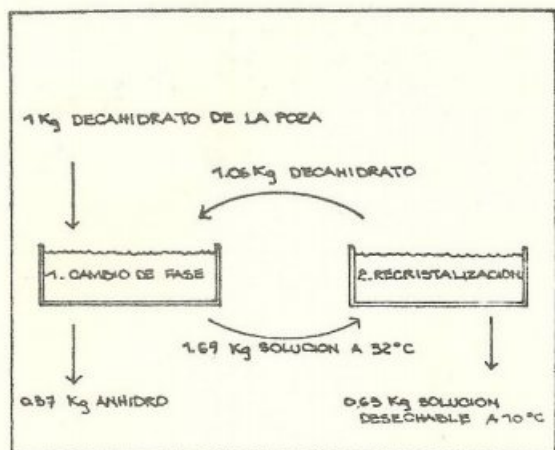 1 Kg DECAHIDRATO DE LA POZA
1.06 Kg DECAHIDRATO
1. CAMBIO DE FASE
2. RECRISTALIZACIÓN
1.69 Kg SOLUCION A 32°C
0.37 Kg ANHIDRO
0.63 Kg SOLUCION
DESECHABLE A 10°C